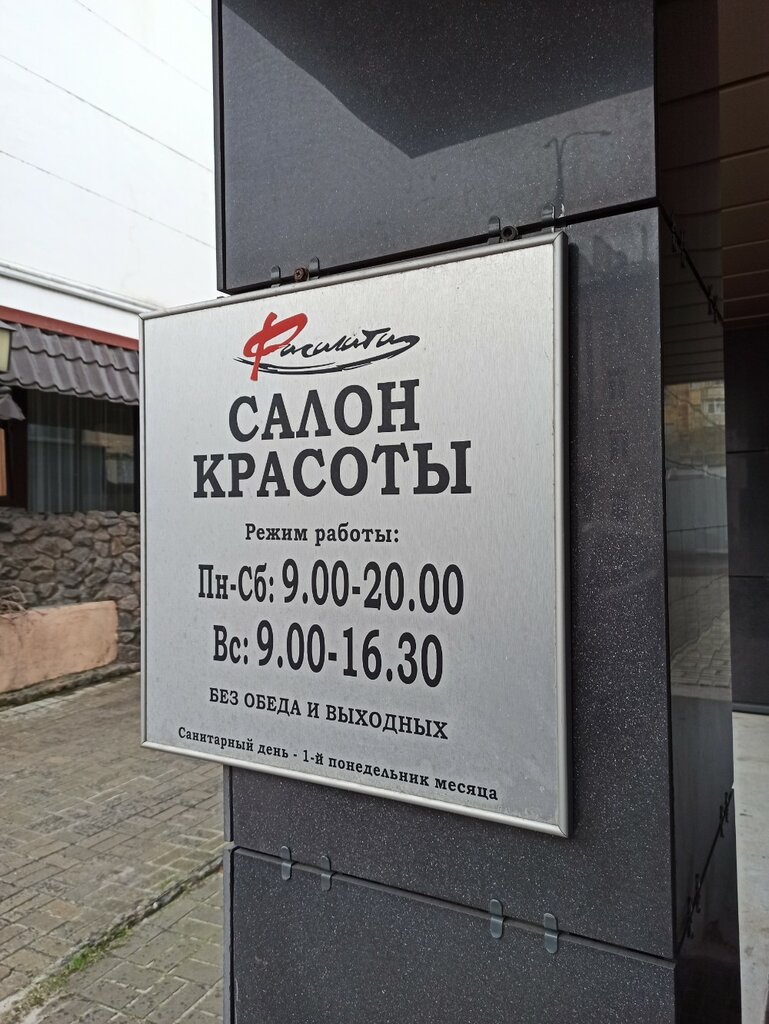 САЛОН
КРАСОТЫ
Режим работы:
Пн-Сб: 9.00-20.00
Вс: 9.00-16.30
БЕЗ ОБЕДА И ВЫХОДНЫХ
Санитарный день - 1-й понедельник месяца